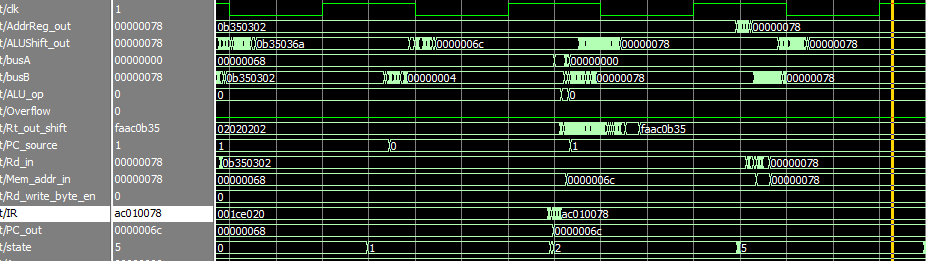 t/clk 1
t/AddrReg_out 00000078 0b350302 00000078
t/ALUShift_out 00000078 0b35036a 0000006c 00000078 00000078
t/busA 00000000 00000068 00000000
t/busB 00000078 0b350302 00000004 00000078 00000078
t/ALU_op 0 0 0
t/Overflow 0
t/Rt_out_shift faac0b35 02020202 faac0b35
t/PC_source 1 1 0 1
t/Rd_in 00000078 0b350302 00000078
t/Mem_addr_in 00000078 00000068 0000006c 00000078
t/Rd_write_byte_en 0 0
t/IR ac010078 001ce020 ac010078
t/PC_out 0000006c 00000068 0000006c
t/state 5 0 1 2 5